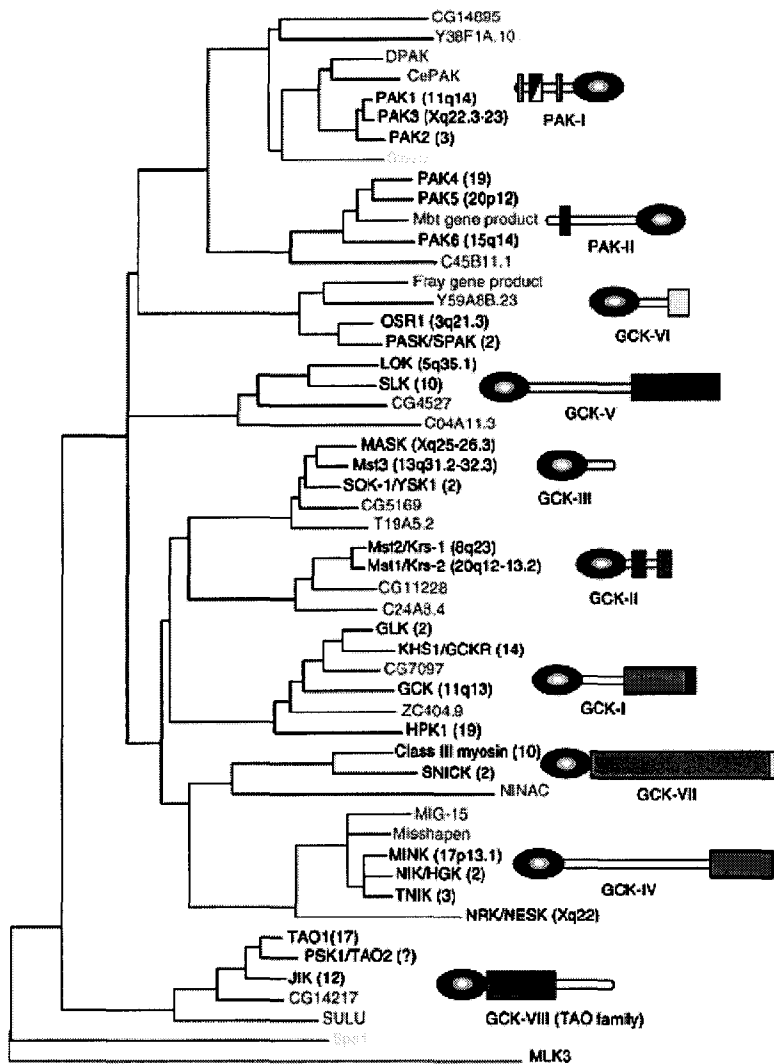 CG14895
Y38F1A.10
DPAK
CePAK
PAK1 (11q14)
PAK3 (Xq22.3-23)
PAK2 (3)
PAK-I
PAK4 (19)
PAK5 (20p12)
Mbt gene product
PAK6 (15q14)
C45B11.1
PAK-II
Fray gene product
Y59A8B.23
OSR1 (3q21.3)
PASK/SPAK (2)
GCK-VI
LOK (5q35.1)
SLK (10)
CG4527
C04A11.3
GCK-V
MASK (Xq25-26.3)
Mst3 (13q31.2-32.3)
SOK-1/YSK1 (2)
CG5169
T19A5.2
GCK-III
Mst2/Krs-1 (8q23)
Mst1/Krs-2 (20q12-13.2)
CG11228
C24A8.4
GCK-II
GLK (2)
KHS1/GCKR (14)
CG7097
GCK (11q13)
ZC404.9
HPK1 (19)
GCK-I
Class III myosin (10)
SNICK (2)
NINAC
GCK-VII
MIG-15
Misshapen
MINK (17p13.1)
NIK/HGK (2)
TNIK (3)
NRK/NESK (Xq22)
GCK-IV
TAO1(17)
PSK1/TAO2 (?)
JIK (12)
CG14217
SULU
GCK-VIII (TAO family)
Sps1
MLK3